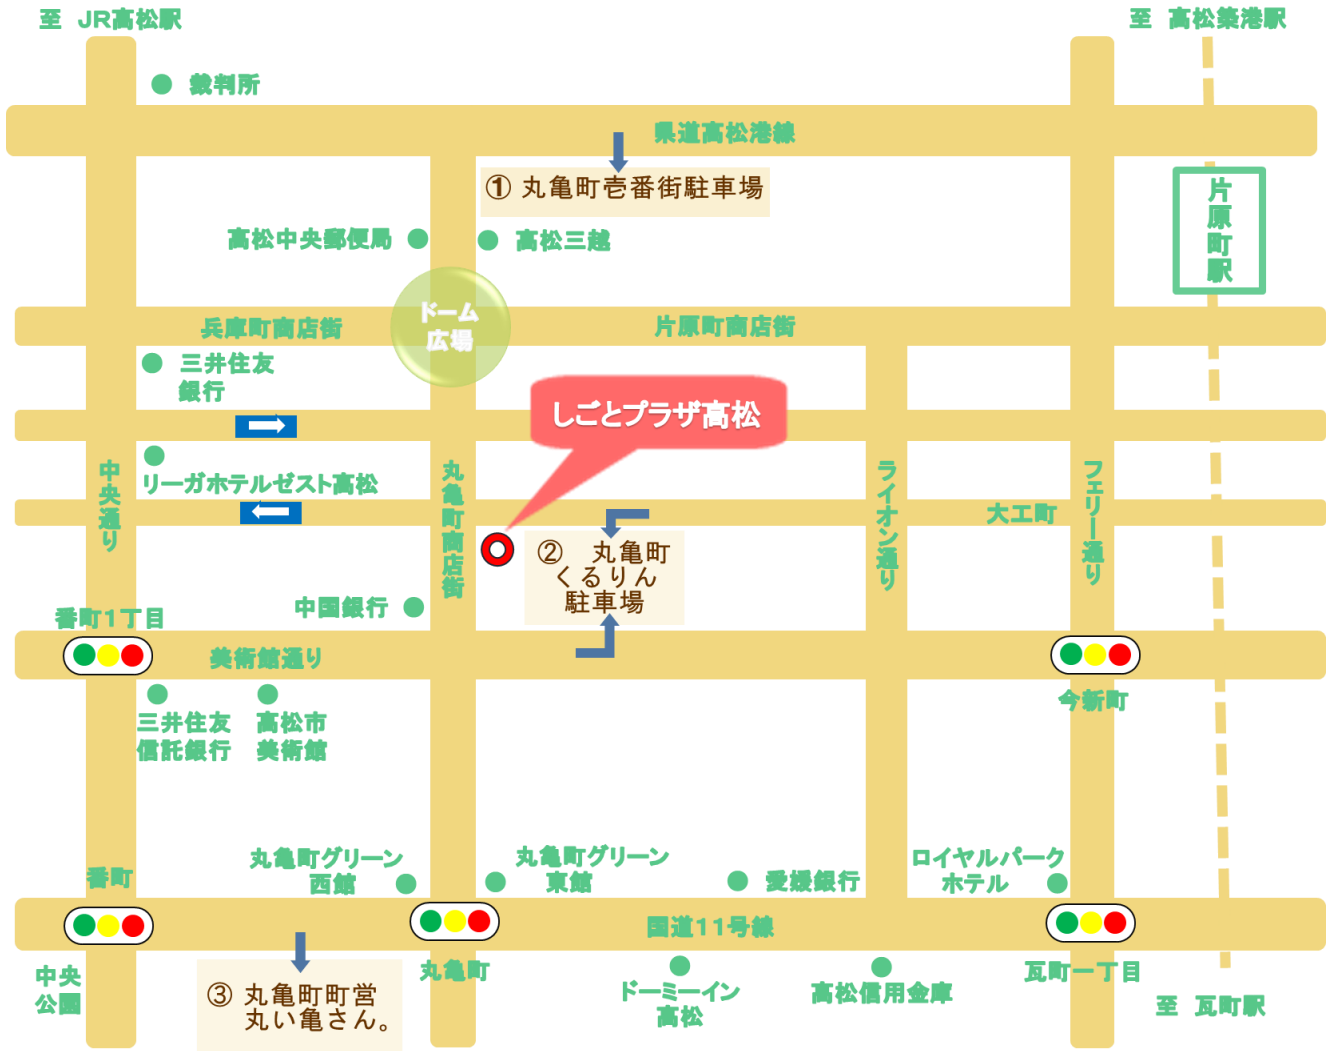 至 JR高松駅
至 高松築港駅
裁判所
県道高松港線
① 丸亀町壱番街駐車場
片原町駅
高松中央郵便局
高松三越
ドーム
広場
兵庫町商店街
片原町商店街
三井住友
銀行
しごとプラザ高松
中央通り
リーガホテルゼスト高松
丸亀町商店街
ライオン通り
フェリー通り
大工町
② 丸亀町
くるりん
駐車場
中国銀行
番町1丁目
美術館通り
今新町
三井住友
信託銀行
高松市
美術館
番町
丸亀町グリーン
西館
丸亀町グリーン
東館
愛媛銀行
ロイヤルパーク
ホテル
国道11号線
中央
公園
③ 丸亀町町営
丸い亀さん。
丸亀町
ドーミーイン
高松
高松信用金庫
瓦町一丁目
至 瓦町駅